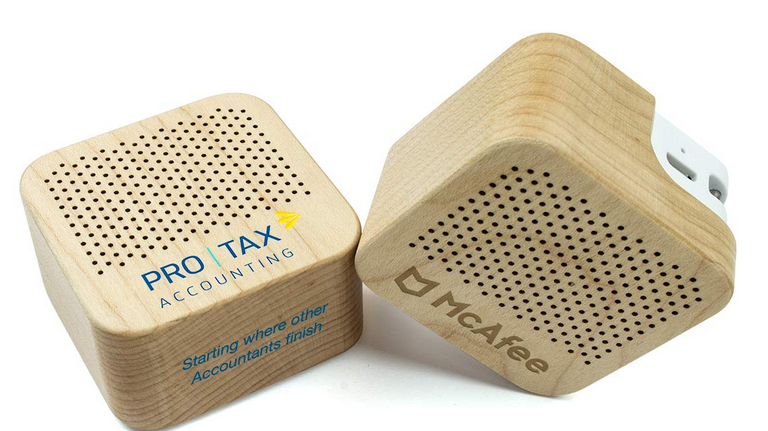 PRO | TAX
ACCOUNTING
Starting where other
Accountants finish
McAfee